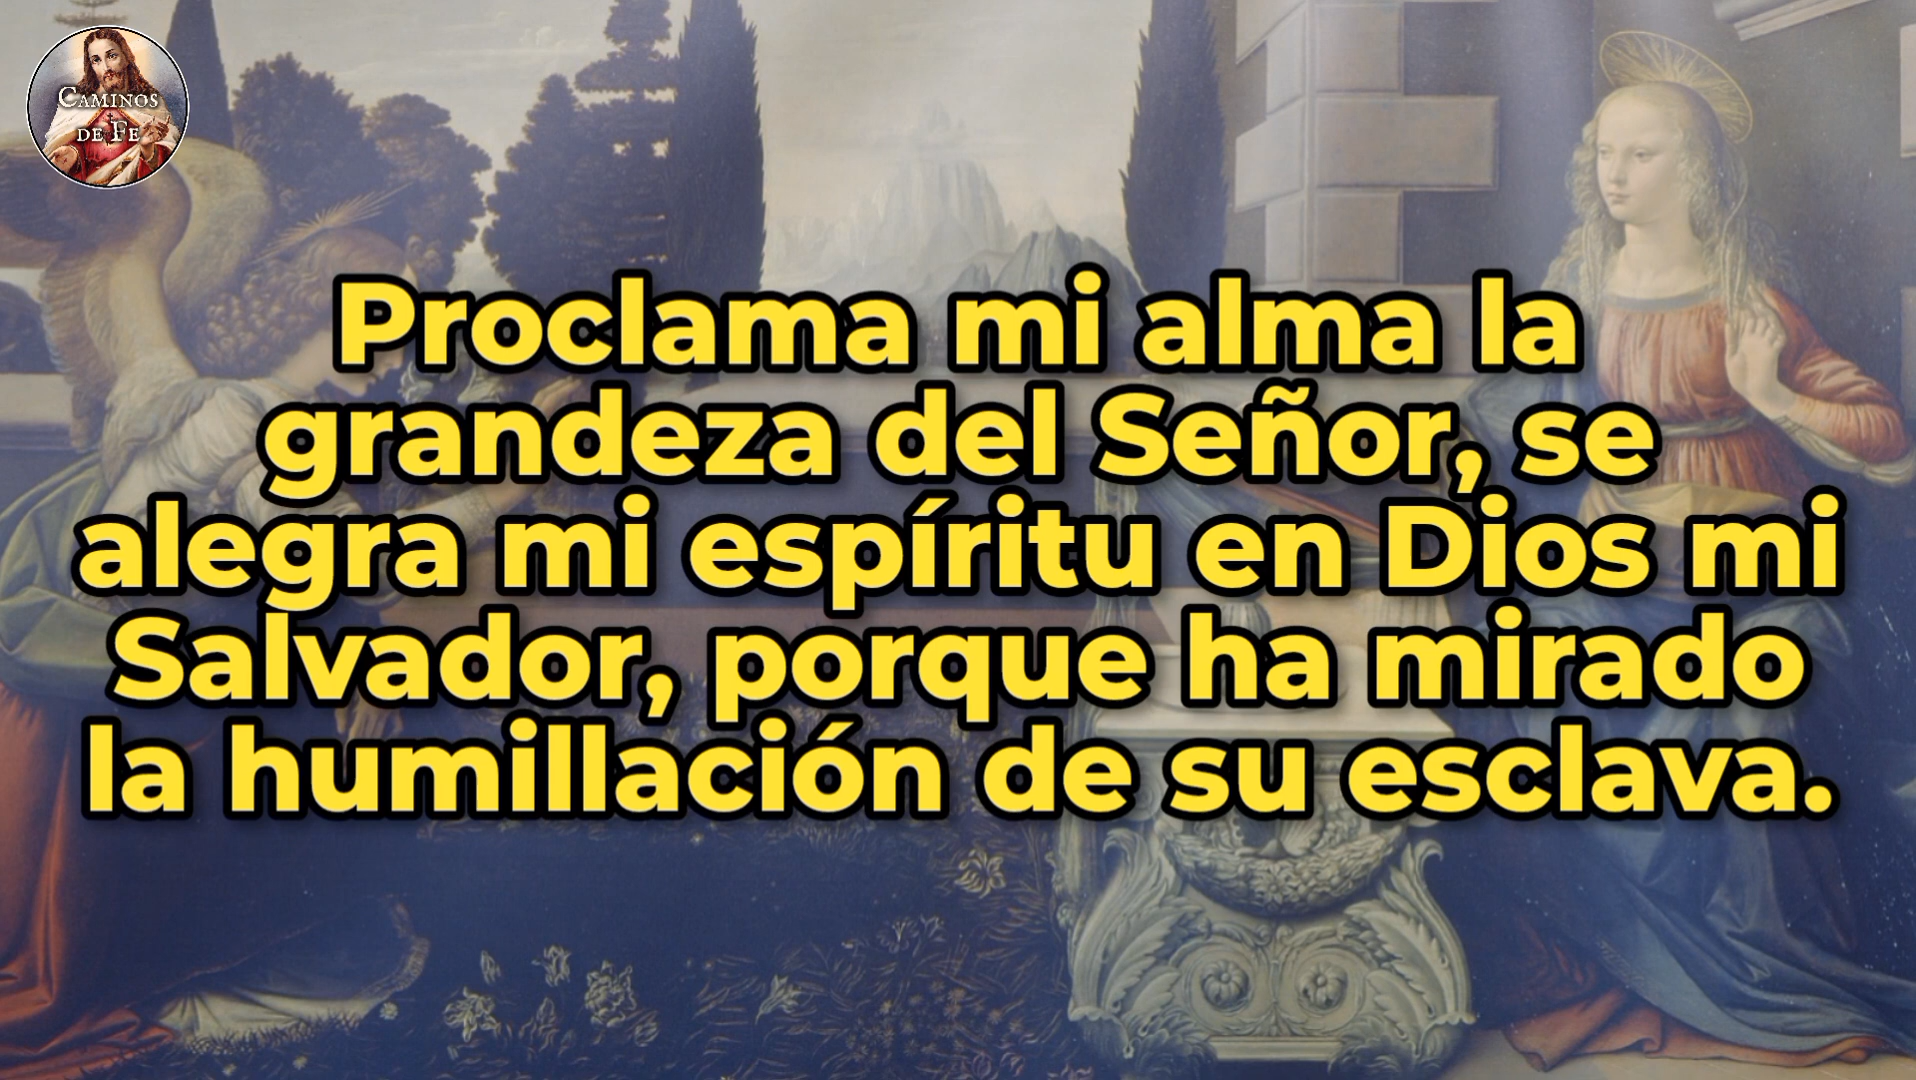 CAMINOS
DE FE
Proclama mi alma la
grandeza del Señor, se
alegra mi espíritu en Dios mi
Salvador, porque ha mirado
la humillación de su esclava.